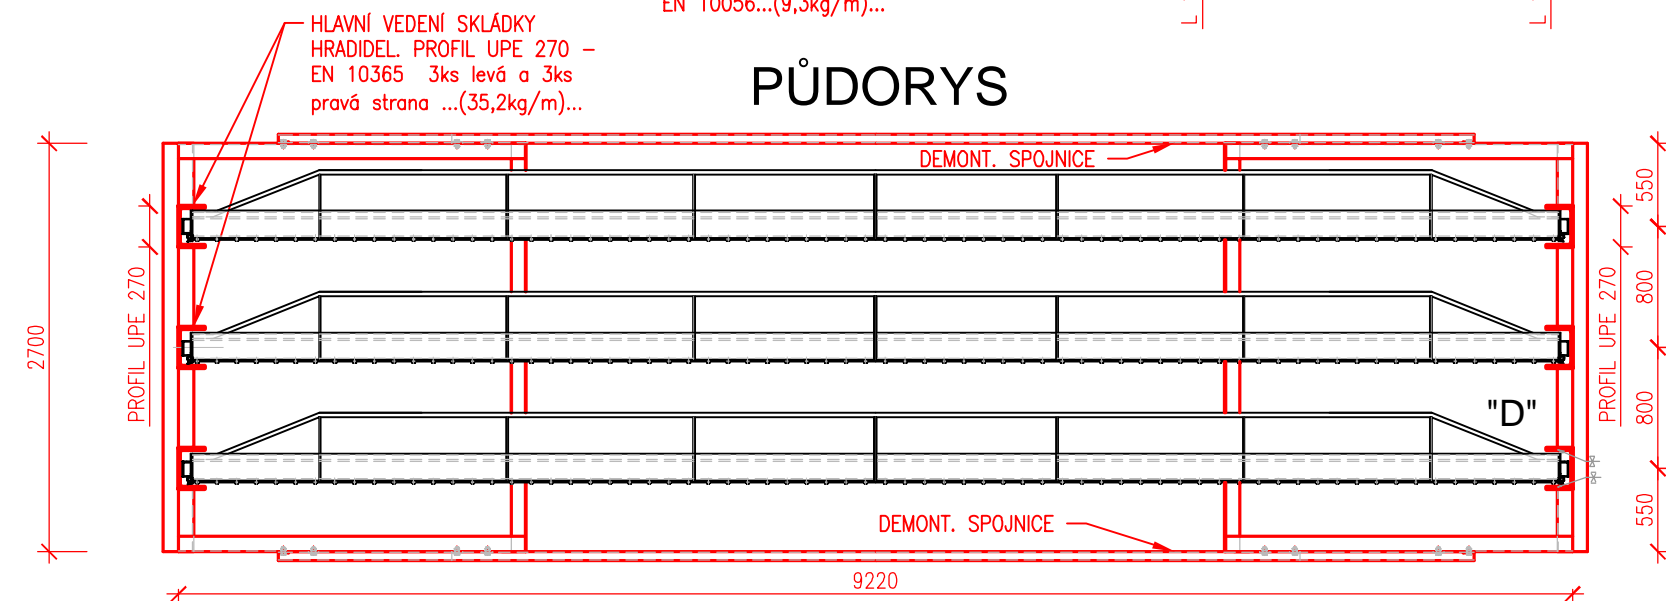 EN 10056...(9,3kg/m)...
HLAVNÍ VEDENÍ SKLÁDKY
HRADIDEL. PROFIL UPE 270 –
EN 10365 3ks levá a 3ks
pravá strana ...(35,2kg/m)...
PŮDORYS
L
L
DEMONT. SPOJNICE
550
PROFIL UPE 270
PROFIL UPE 270
800
2700
800
"D"
550
DEMONT. SPOJNICE
9220